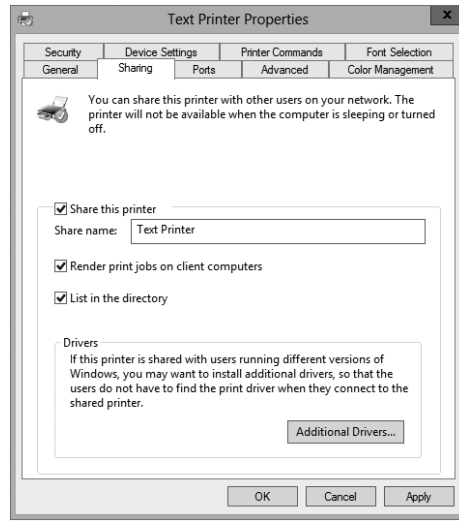 Text Printer Properties
x
Security Device Settings Printer Commands Font Selection
General Sharing Ports Advanced Color Management
You can share this printer with other users on your network. The
printer will not be available when the computer is sleeping or turned
off.
Share this printer
Share name: Text Printer
Render print jobs on client computers
List in the directory
Drivers
If this printer is shared with users running different versions of
Windows, you may want to install additional drivers, so that the
users do not have to find the print driver when they connect to the
shared printer.
Additional Drivers...
OK Cancel Apply